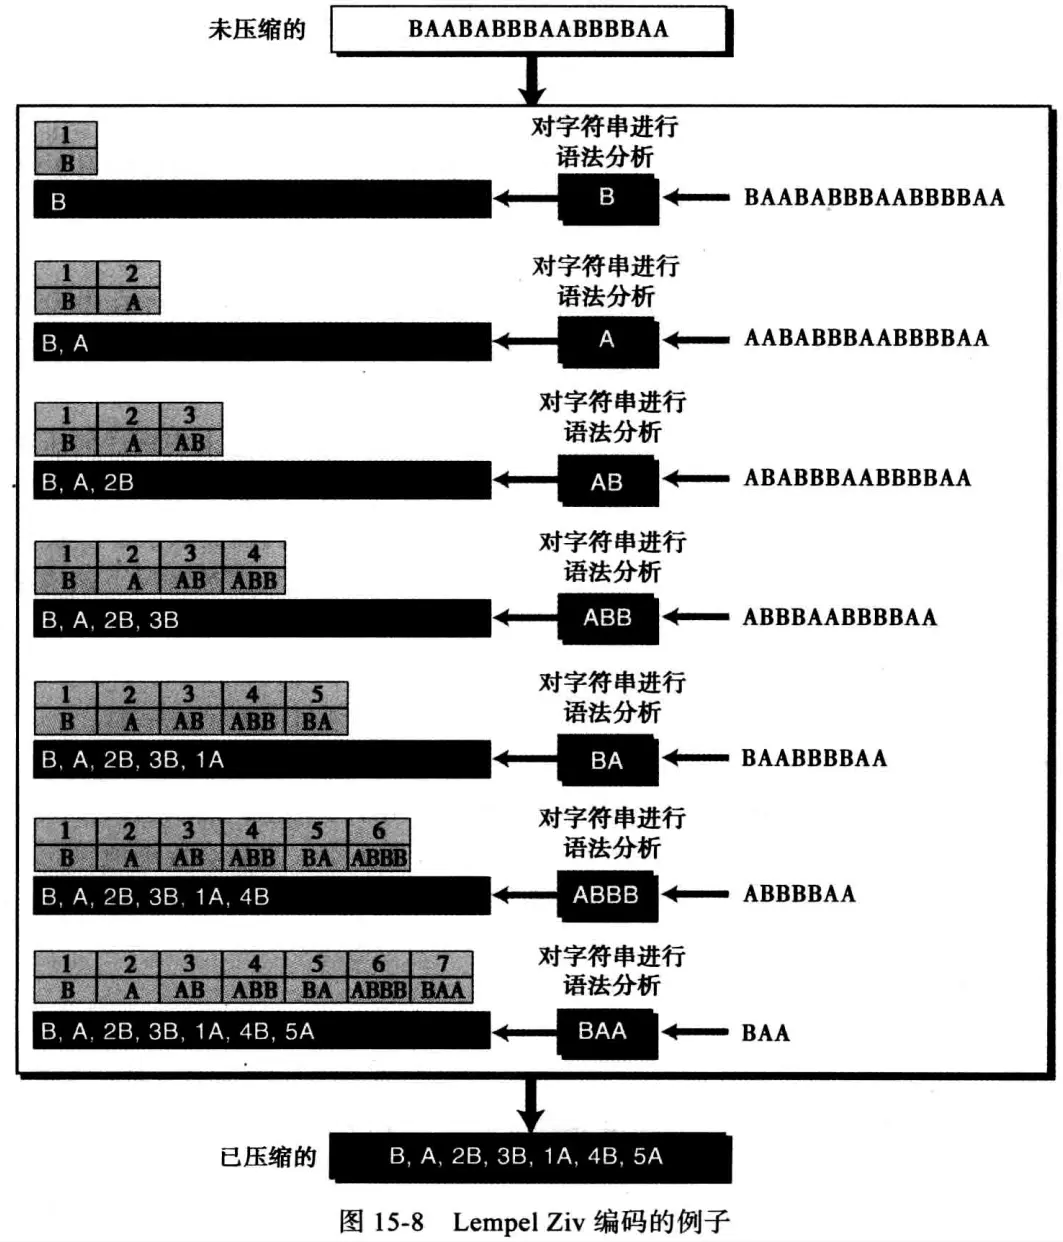 未压缩的 BAABABBBAABBBBAA
对字符串进行
语法分析
1
B
B
B
BAABABBBAABBBBAA
对字符串进行
语法分析
1 2
B A
B, A
A
AABABBBAABBBBAA
对字符串进行
语法分析
1 2 3
B A AB
B, A, 2B
AB
ABABBBAABBBBAA
对字符串进行
语法分析
1 2 3 4
B A AB ABB
B, A, 2B, 3B
ABB
ABBBAABBBBAA
对字符串进行
语法分析
1 2 3 4 5
B A AB ABB BA
B, A, 2B, 3B, 1A
BA
BAABBBBAA
对字符串进行
语法分析
1 2 3 4 5 6
B A AB ABB BA ABBB
B, A, 2B, 3B, 1A, 4B
ABBB
ABBBBAA
对字符串进行
语法分析
1 2 3 4 5 6 7
B A AB ABB BA ABBB BAA
B, A, 2B, 3B, 1A, 4B, 5A
BAA
BAA
已压缩的 B, A, 2B, 3B, 1A, 4B, 5A
图 15-8 Lempel Ziv 编码的例子